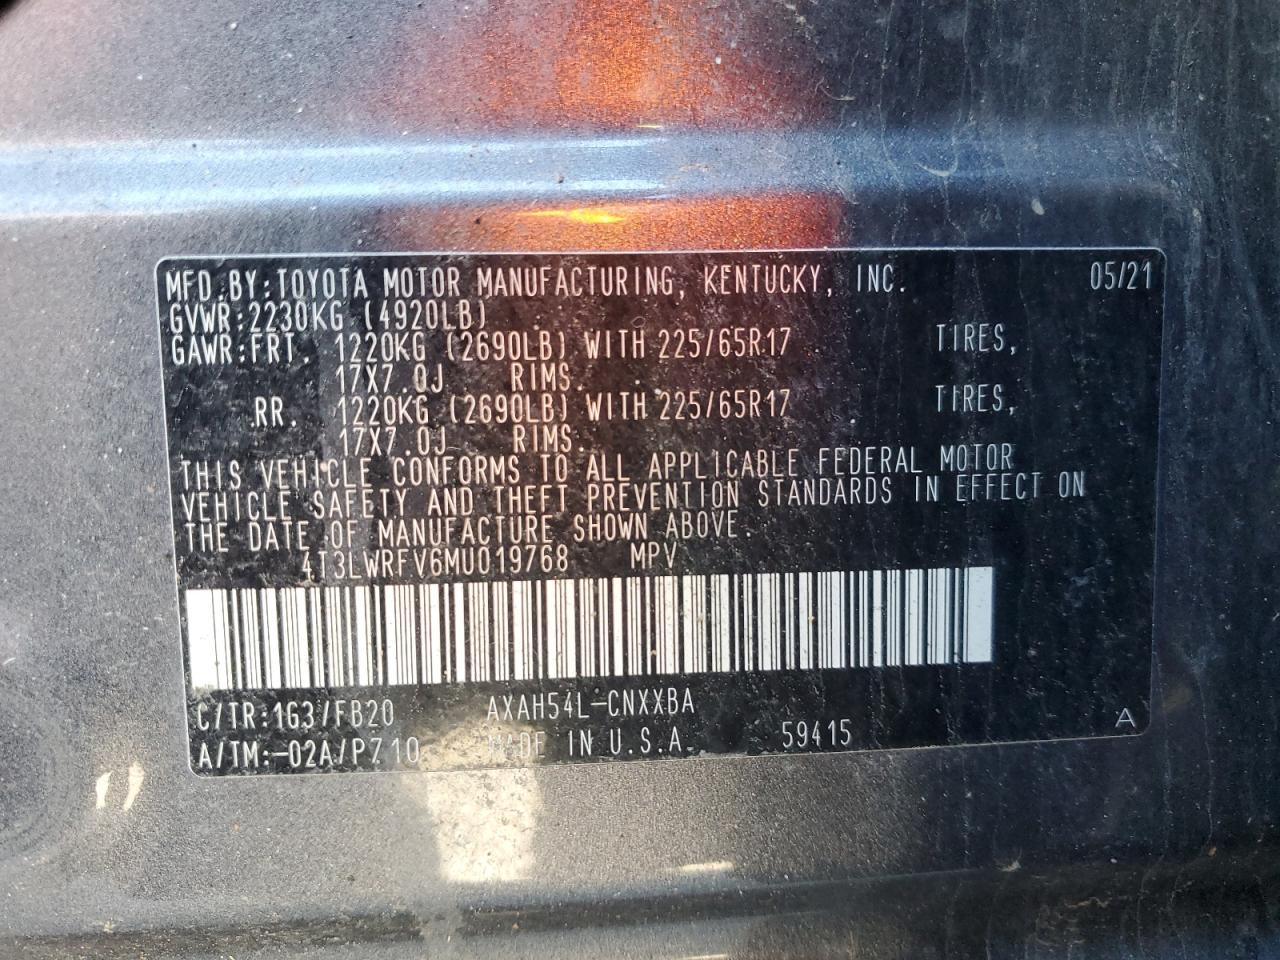 MFD.BY:TOYOTA MOTOR MANUFACTURING, KENTUCKY, INC. 05/21
GVWR:2230KG (4920LB)
GAWR:FRT. 1220KG (2690LB) WITH 225/65R17 TIRES,
17X7.0J RIMS.
RR. 1220KG (2690LB) WITH 225/65R17 TIRES,
17X7.0J RIMS.
THIS VEHICLE CONFORMS TO ALL APPLICABLE FEDERAL MOTOR
VEHICLE SAFETY AND THEFT PREVENTION STANDARDS IN EFFECT ON
THE DATE OF MANUFACTURE SHOWN ABOVE.
4T3LWRFV6MU019768 MPV
C/TR:1G3/FB20 AXAH54L-CNXXBA A
A/TM:-02A/PZ10 MADE IN U.S.A. 59415